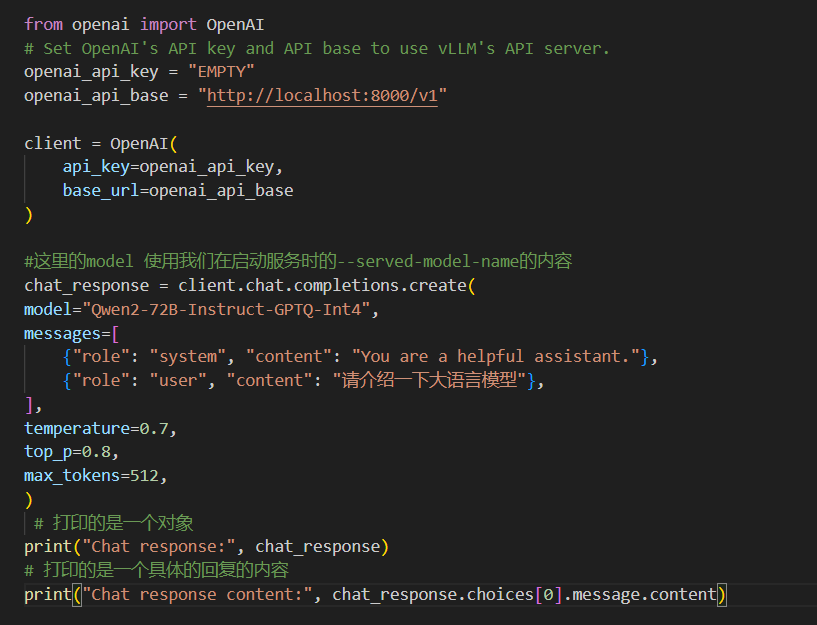 from openai import OpenAI
# Set OpenAI's API key and API base to use vLLM's API server.
openai_api_key = "EMPTY"
openai_api_base = "http://localhost:8000/v1"

client = OpenAI(
    api_key=openai_api_key,
    base_url=openai_api_base
)

#这里的model 使用我们在启动服务时的--served-model-name的内容
chat_response = client.chat.completions.create(
model="Qwen2-72B-Instruct-GPTQ-Int4",
messages=[
    {"role": "system", "content": "You are a helpful assistant."},
    {"role": "user", "content": "请介绍一下大语言模型"},
],
temperature=0.7,
top_p=0.8,
max_tokens=512,
)
 # 打印的是一个对象
print("Chat response:", chat_response)
# 打印的是一个具体的回复的内容
print("Chat response content:", chat_response.choices[0].message.content)